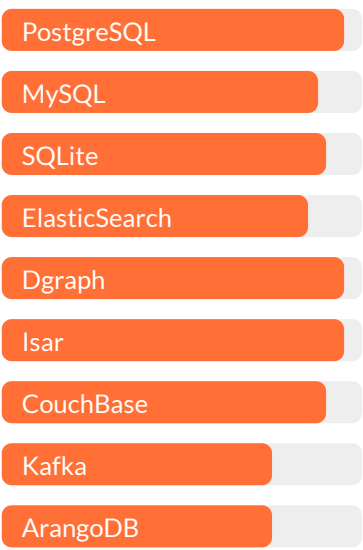 PostgreSQL
MySQL
SQLite
ElasticSearch
Dgraph
Isar
CouchBase
Kafka
ArangoDB